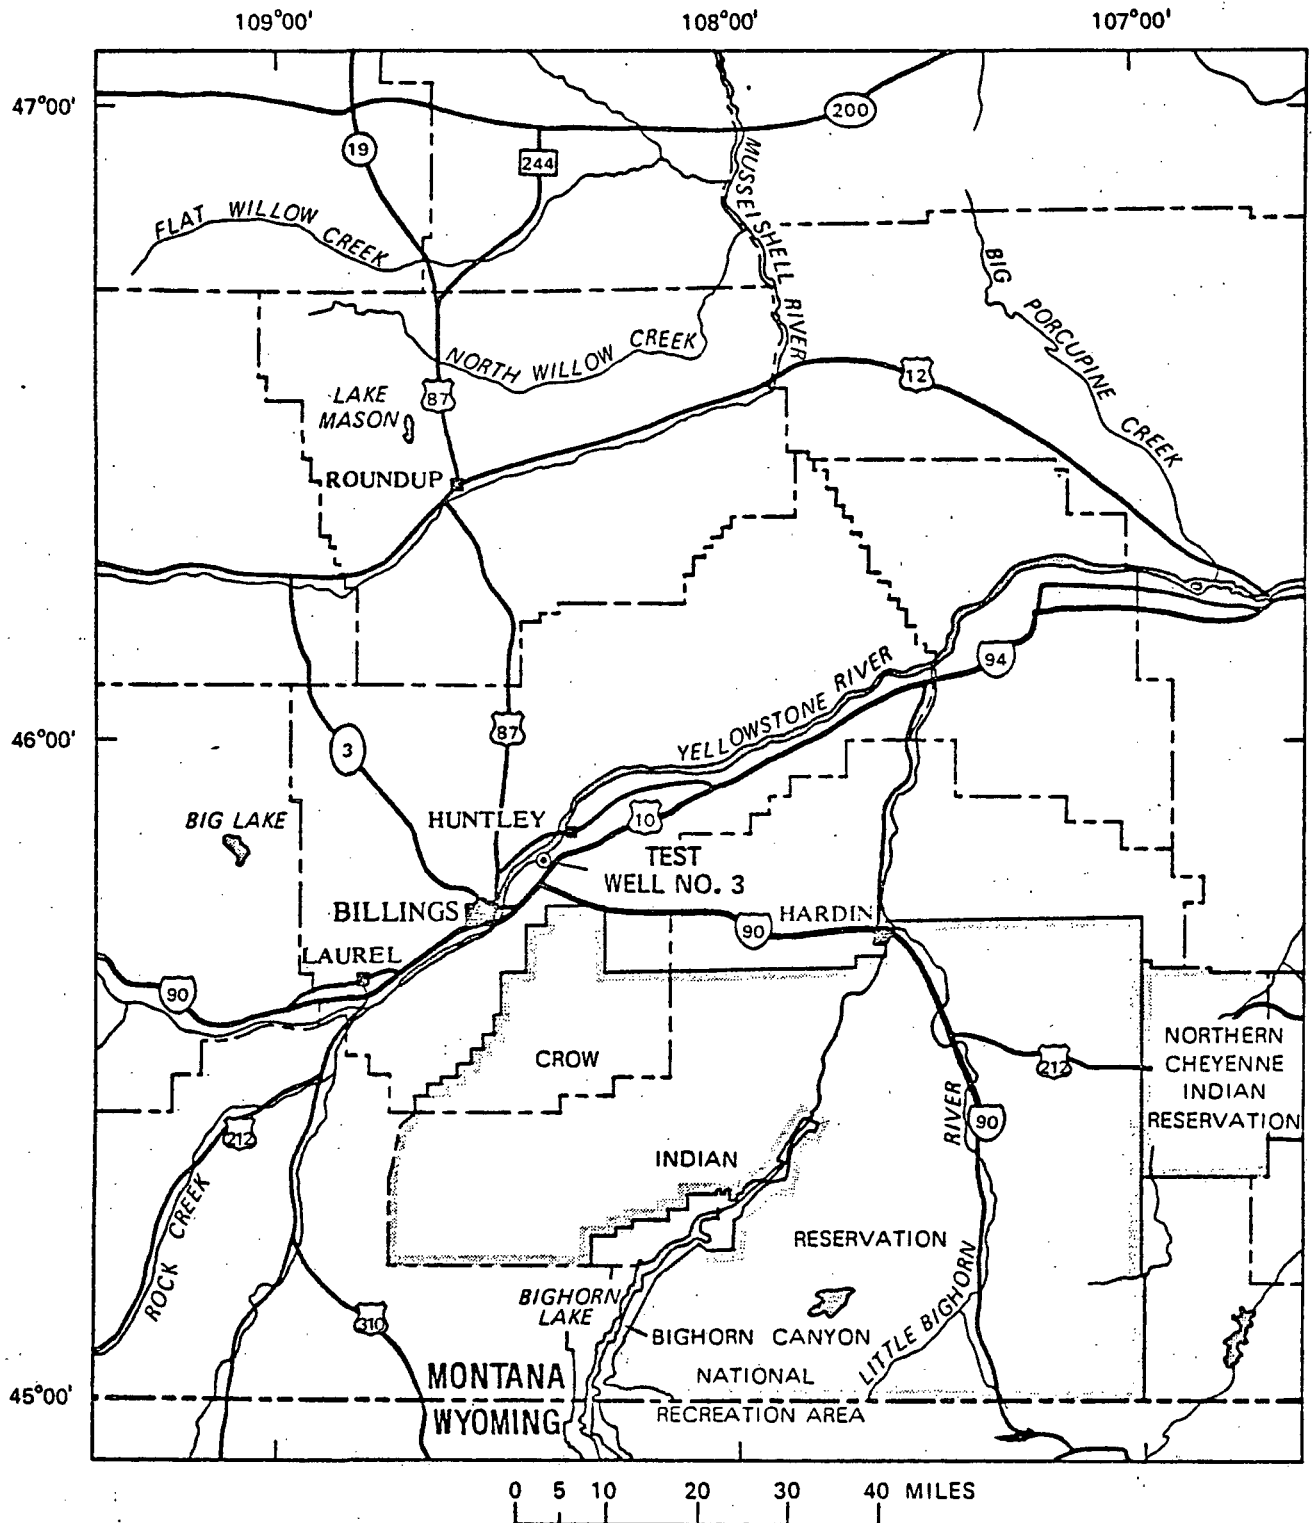 109°00'
108°00'
107°00'
47°00'
200
19
244
MUSSEISHELL RIVER
FLAT WILLOW CREEK
BIG PORCUPINE CREEK
NORTH WILLOW CREEK
12
LAKE
MASON
87
ROUNDUP
94
YELLOWSTONE RIVER
46°00'
3
87
BIG LAKE
HUNTLEY
10
TEST
WELL NO. 3
BILLINGS
HARDIN
90
LAUREL
90
NORTHERN
CHEYENNE
INDIAN
RESERVATION
CROW
212
RIVER
90
212
INDIAN
ROCK CREEK
RESERVATION
BIGHORN
LAKE
310
LITTLE BIGHORN
BIGHORN CANYON
NATIONAL
RECREATION AREA
MONTANA
45°00'
WYOMING
0 5 10 20 30 40 MILES